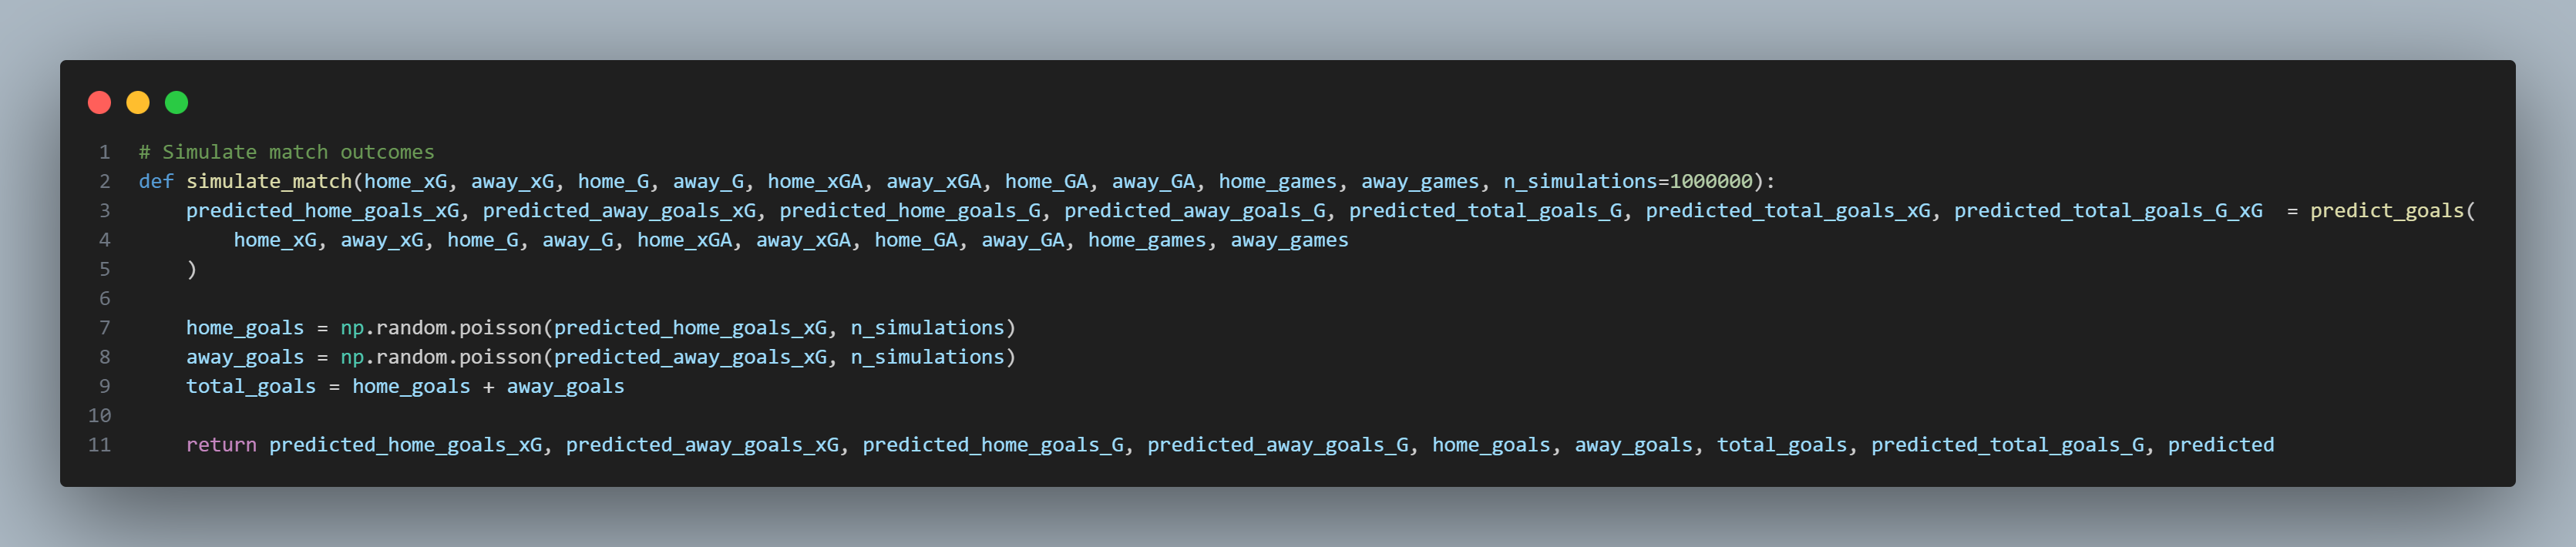 1 # Simulate match outcomes
2 def simulate_match(home_xG, away_xG, home_G, away_G, home_xGA, away_xGA, home_GA, away_GA, home_games, away_games, n_simulations=1000000):
3     predicted_home_goals_xG, predicted_away_goals_xG, predicted_home_goals_G, predicted_away_goals_G, predicted_total_goals_G, predicted_total_goals_xG, predicted_total_goals_G_xG  = predict_goals(
4         home_xG, away_xG, home_G, away_G, home_xGA, away_xGA, home_GA, away_GA, home_games, away_games
5     )
6
7     home_goals = np.random.poisson(predicted_home_goals_xG, n_simulations)
8     away_goals = np.random.poisson(predicted_away_goals_xG, n_simulations)
9     total_goals = home_goals + away_goals
10
11     return predicted_home_goals_xG, predicted_away_goals_xG, predicted_home_goals_G, predicted_away_goals_G, home_goals, away_goals, total_goals, predicted_total_goals_G, predicted